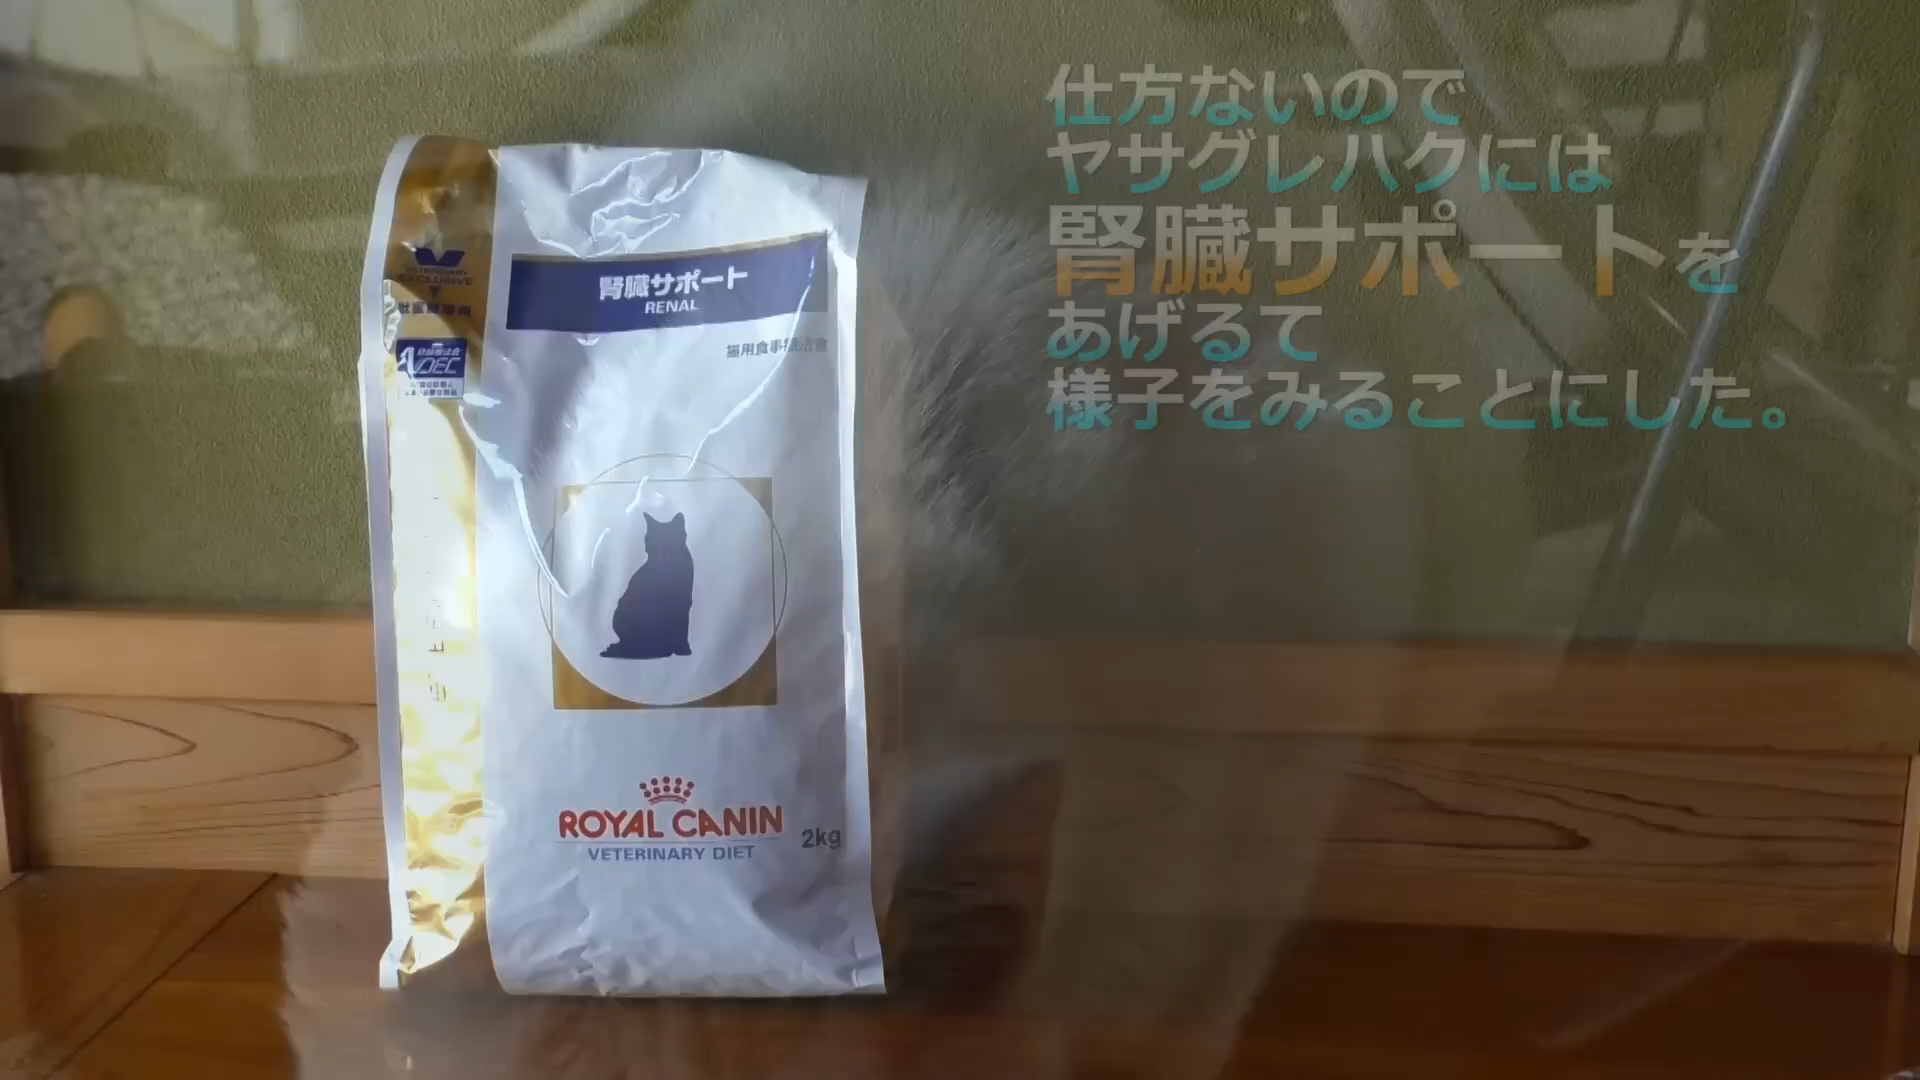 仕方ないので
ヤサグレハクには
腎臓サポートを
あげるて
様子をみることにした。
腎臓サポート
RENAL
猫用食事療法食
EXCLUSIVE
ROYAL CANIN
2kg
VETERINARY DIET